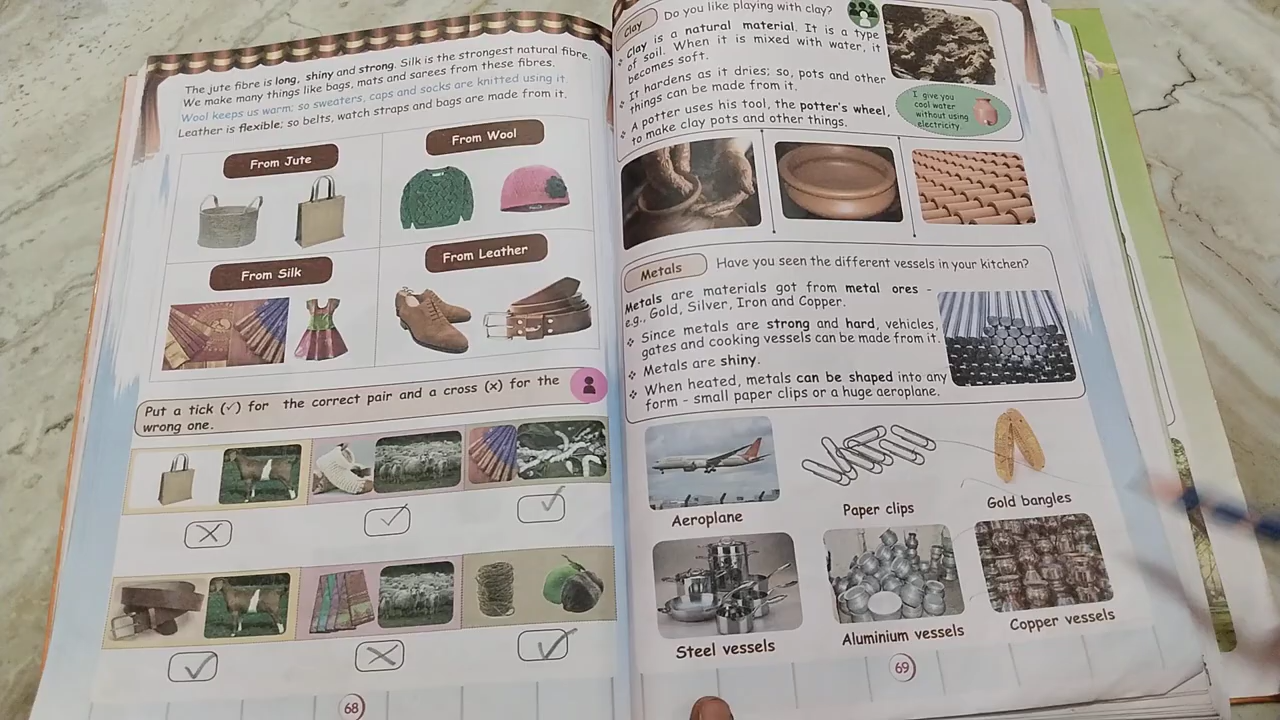 The jute fibre is long, shiny and strong. Silk is the strongest natural fibre.
We make many things like bags, mats and sarees from these fibres.
Wool keeps us warm; so sweaters, caps and socks are knitted using it.
Leather is flexible; so belts, watch straps and bags are made from it.
From Jute
From Wool
From Silk
From Leather
Put a tick (✓) for the correct pair and a cross (x) for the
wrong one.
68
Clay
Do you like playing with clay?
Clay is a natural material. It is a type
of soil. When it is mixed with water, it
becomes soft.
It hardens as it dries; so, pots and other
things can be made from it.
A potter uses his tool, the potter's wheel,
to make clay pots and other things.
I give you
cool water
without using
electricity.
Metals
Have you seen the different vessels in your kitchen?
Metals are materials got from metal ores -
e.g., Gold, Silver, Iron and Copper.
Since metals are strong and hard, vehicles,
gates and cooking vessels can be made from it.
Metals are shiny.
When heated, metals can be shaped into any
form - small paper clips or a huge aeroplane.
Aeroplane
Paper clips
Gold bangles
Steel vessels
Aluminium vessels
Copper vessels
69